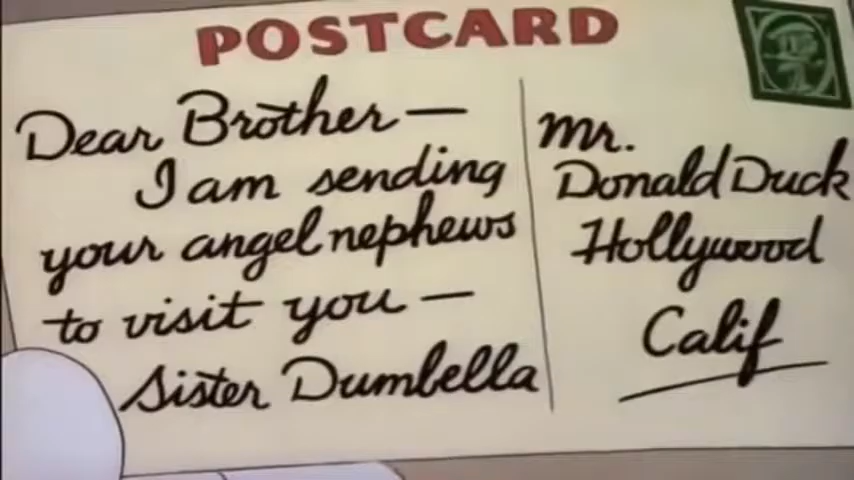 POSTCARD
Dear Brother —
I am sending
your angel nephews
to visit you —
Sister Dumbella
Mr.
Donald Duck
Hollywood
Calif